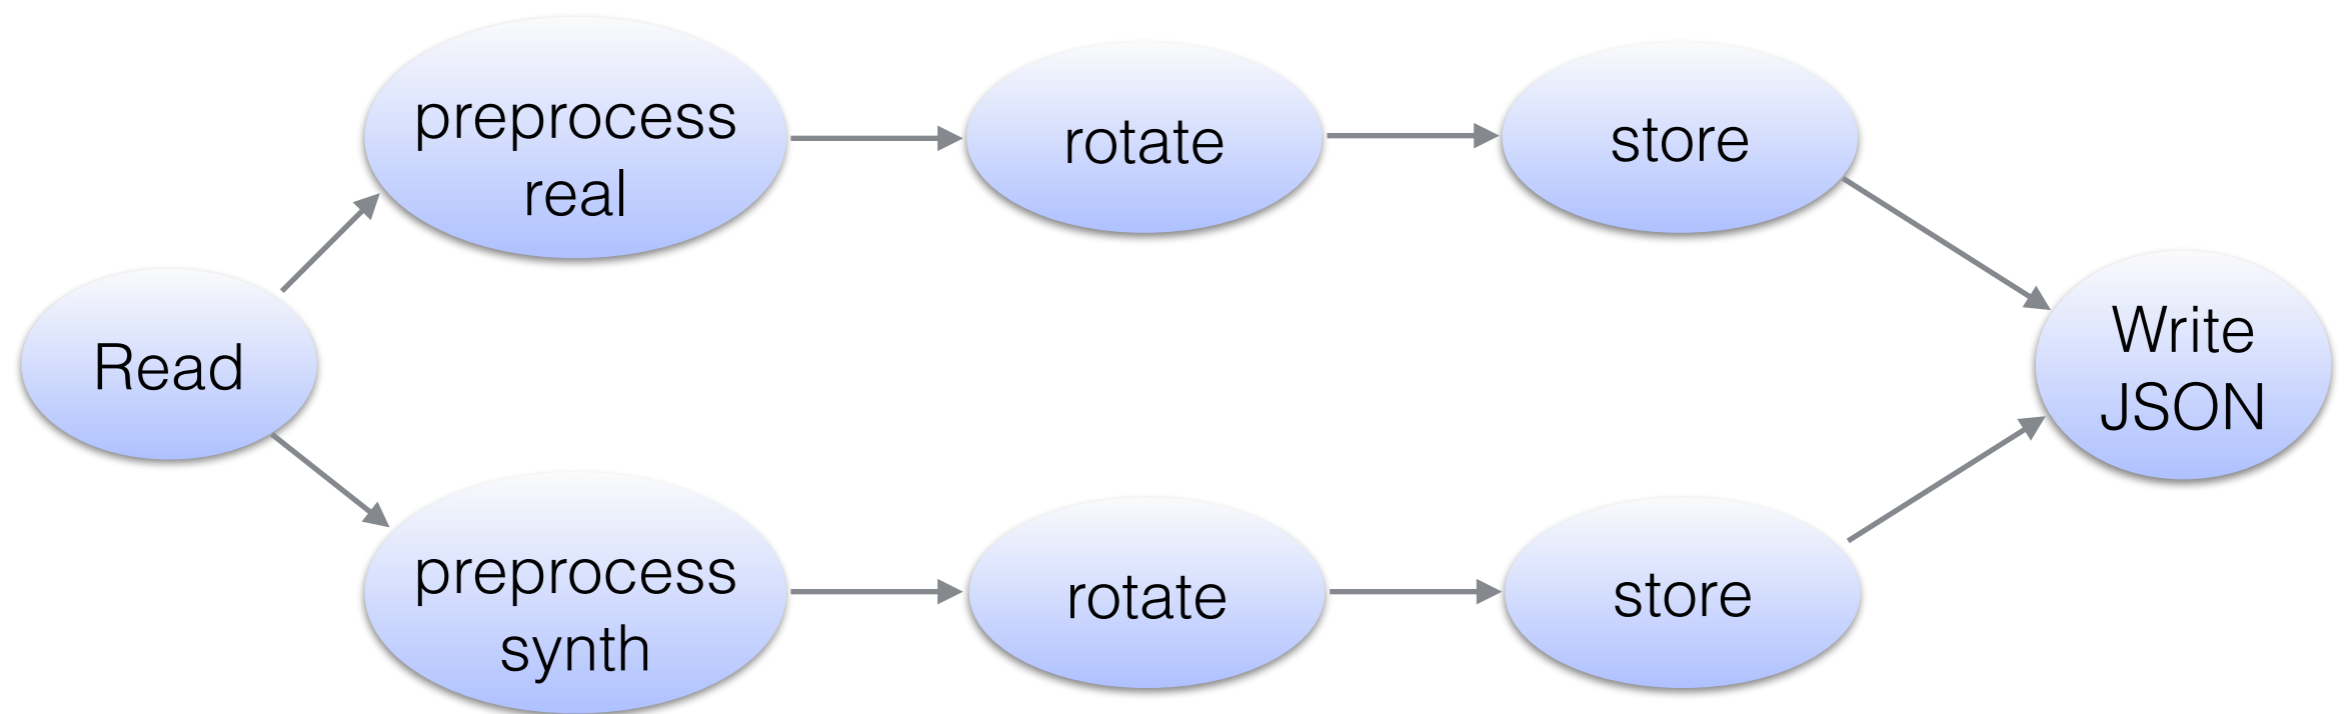 Read
preprocess
real
rotate
store
preprocess
synth
rotate
store
Write
JSON